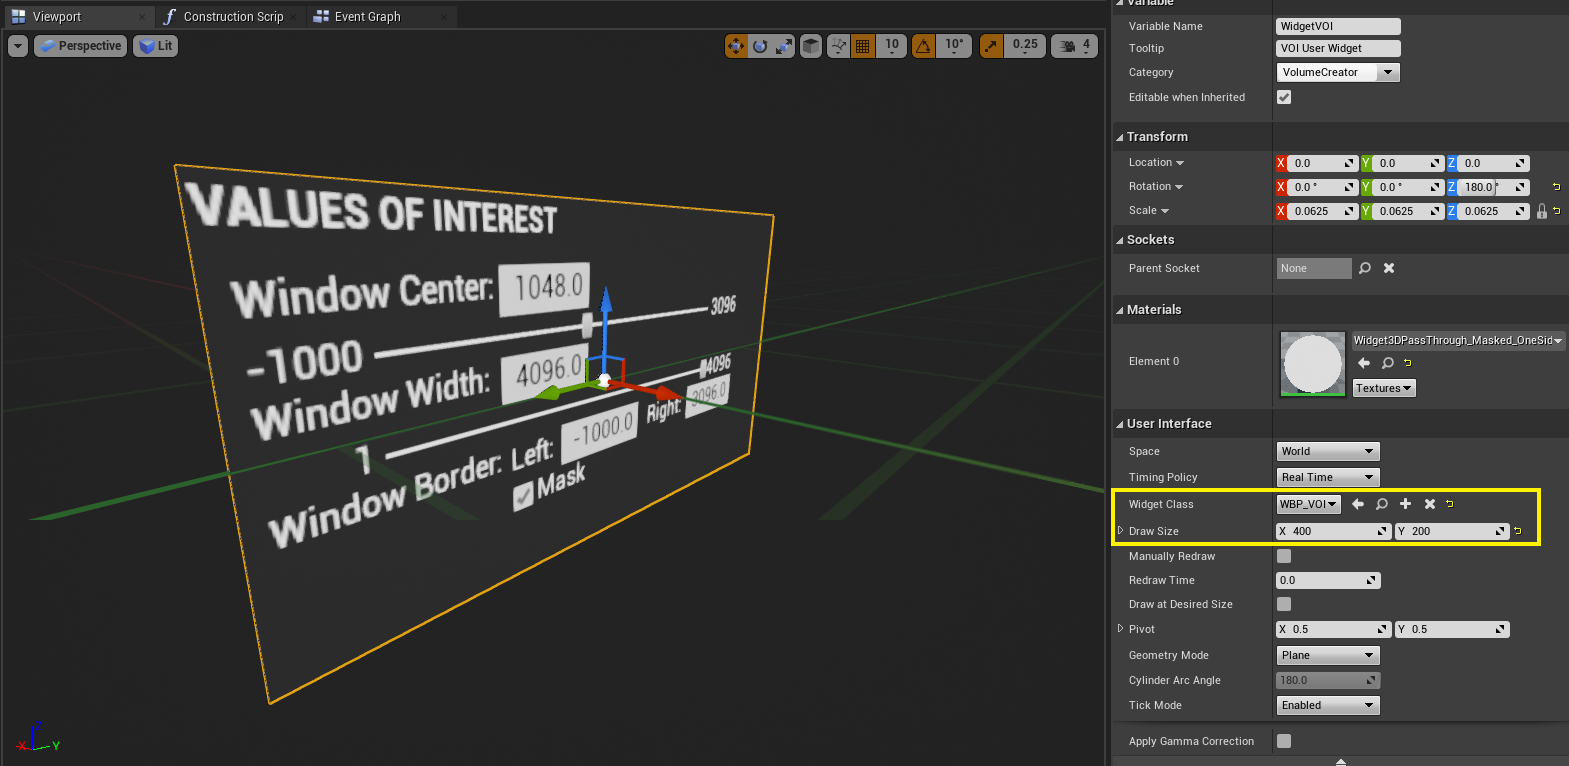 Viewport
Construction Scrip
Event Graph
Perspective
Lit
10
10°
0.25
4
VALUES OF INTEREST
Window Center: 1048.0
-1000 3096
Window Width: 4096.0
1 4096
Window Border: Left: -1000.0 Right: 3096.0
Mask
X Y Z
Variable
Variable Name WidgetVOI
Tooltip VOI User Widget
Category VolumeCreator
Editable when Inherited
Transform
Location X 0.0 Y 0.0 Z 0.0
Rotation X 0.0 ° Y 0.0 ° Z 180.0 °
Scale X 0.0625 Y 0.0625 Z 0.0625
Sockets
Parent Socket None
Materials
Element 0 Widget3DPassThrough_Masked_OneSid
Textures
User Interface
Space World
Timing Policy Real Time
Widget Class WBP_VOI
Draw Size X 400 Y 200
Manually Redraw
Redraw Time 0.0
Draw at Desired Size
Pivot X 0.5 Y 0.5
Geometry Mode Plane
Cylinder Arc Angle 180.0
Tick Mode Enabled
Apply Gamma Correction